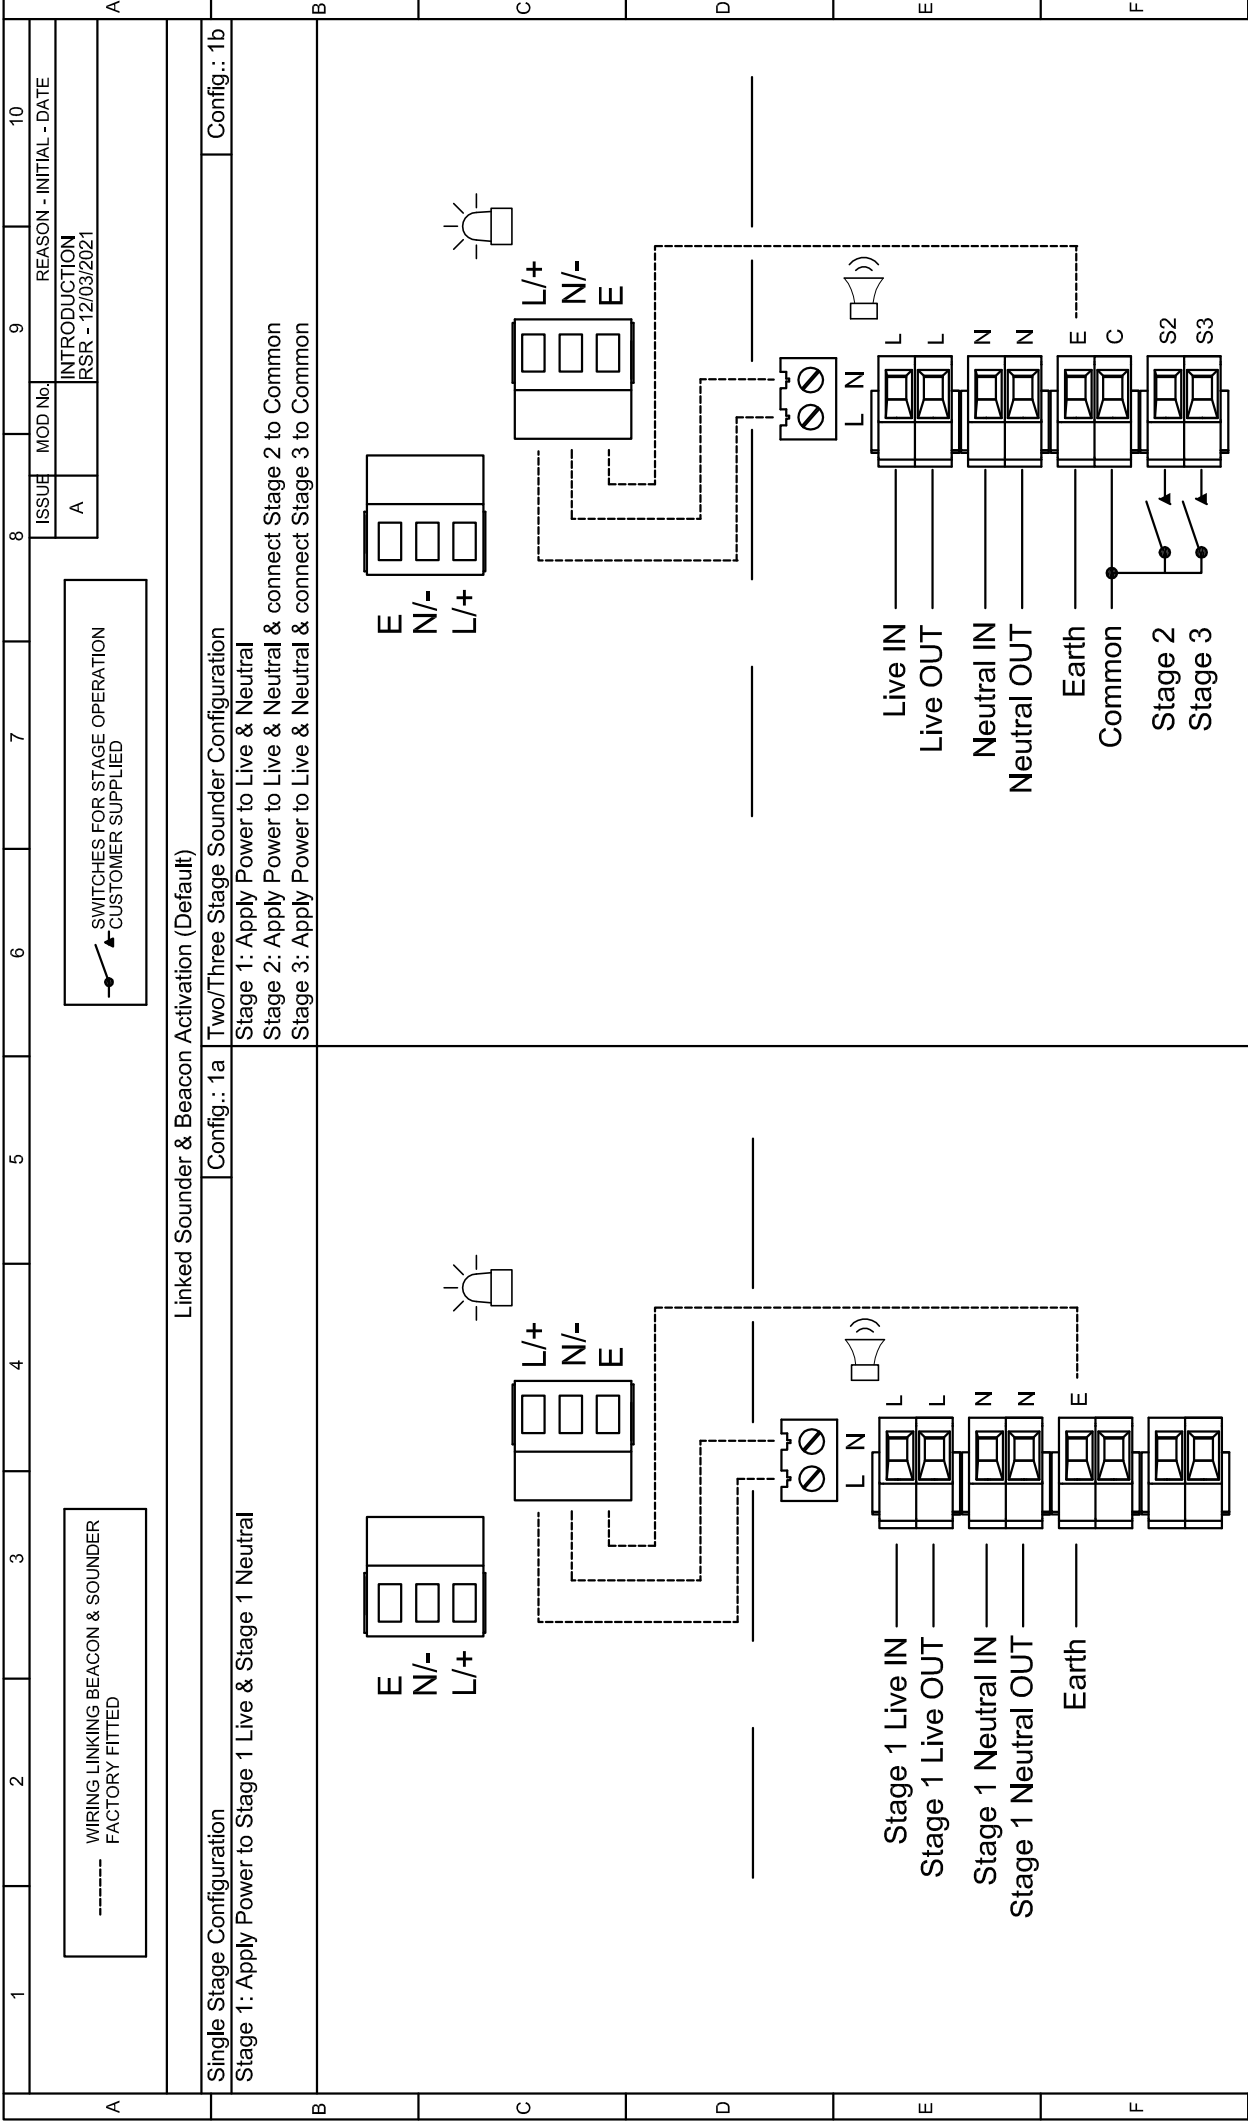 1
2
3
4
5
6
7
8
9
10
ISSUE
MOD No.
REASON - INITIAL - DATE
A
INTRODUCTION
RSR - 12/03/2021
WIRING LINKING BEACON & SOUNDER
FACTORY FITTED
SWITCHES FOR STAGE OPERATION
CUSTOMER SUPPLIED
Linked Sounder & Beacon Activation (Default)
Single Stage Configuration
Config.: 1a
Stage 1: Apply Power to Stage 1 Live & Stage 1 Neutral
E
N/-
L/+
L/+
N/-
E
L N
L
L
N
N
E
Stage 1 Live IN
Stage 1 Live OUT
Stage 1 Neutral IN
Stage 1 Neutral OUT
Earth
Two/Three Stage Sounder Configuration
Config.: 1b
Stage 1: Apply Power to Live & Neutral
Stage 2: Apply Power to Live & Neutral & connect Stage 2 to Common
Stage 3: Apply Power to Live & Neutral & connect Stage 3 to Common
E
N/-
L/+
L/+
N/-
E
L N
L
L
N
N
E
C
S2
S3
Live IN
Live OUT
Neutral IN
Neutral OUT
Earth
Common
Stage 2
Stage 3
A
B
C
D
E
F
A
B
C
D
E
F